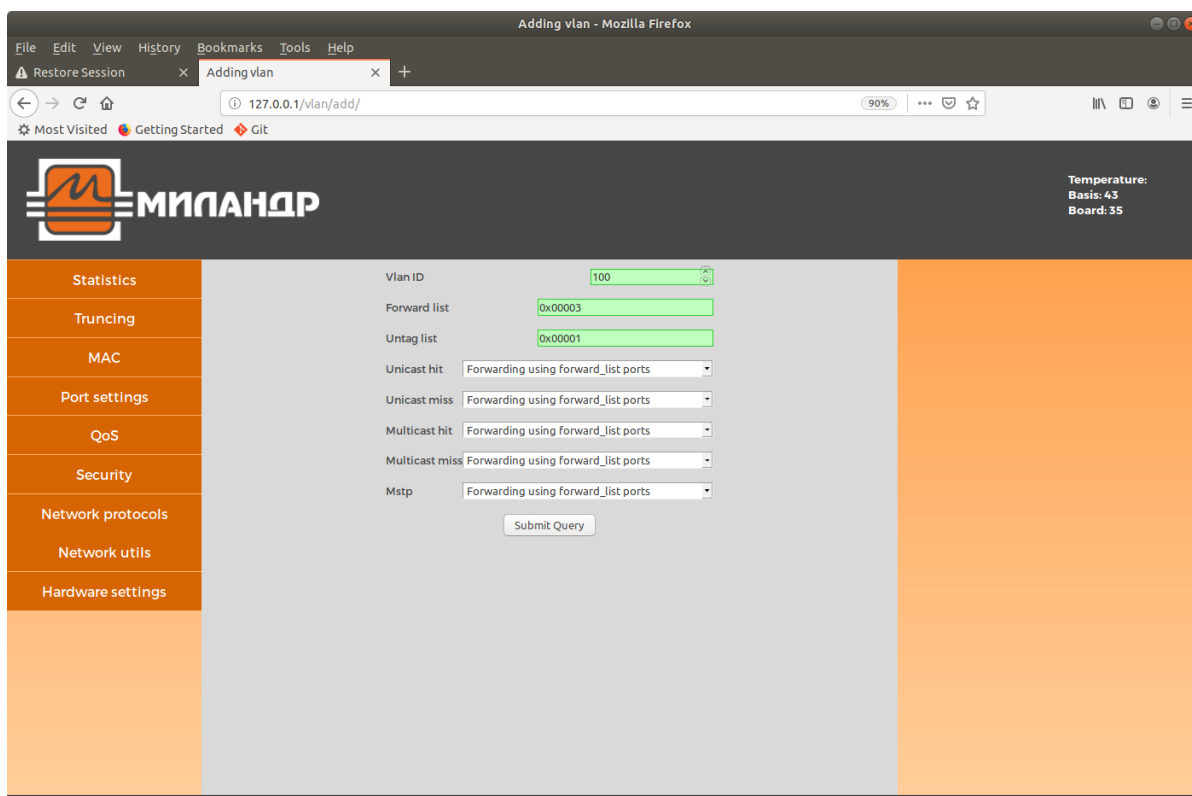 Adding vlan - Mozilla Firefox
File Edit View History Bookmarks Tools Help
Restore Session Adding vlan
127.0.0.1/vlan/add/ 90%
Most Visited Getting Started Git
МИЛАНДР
Temperature:
Basis: 43
Board: 35
Statistics
Truncing
MAC
Port settings
QoS
Security
Network protocols
Network utils
Hardware settings
Vlan ID 100
Forward list 0x00003
Untag list 0x00001
Unicast hit Forwarding using forward_list ports
Unicast miss Forwarding using forward_list ports
Multicast hit Forwarding using forward_list ports
Multicast miss Forwarding using forward_list ports
Mstp Forwarding using forward_list ports
Submit Query